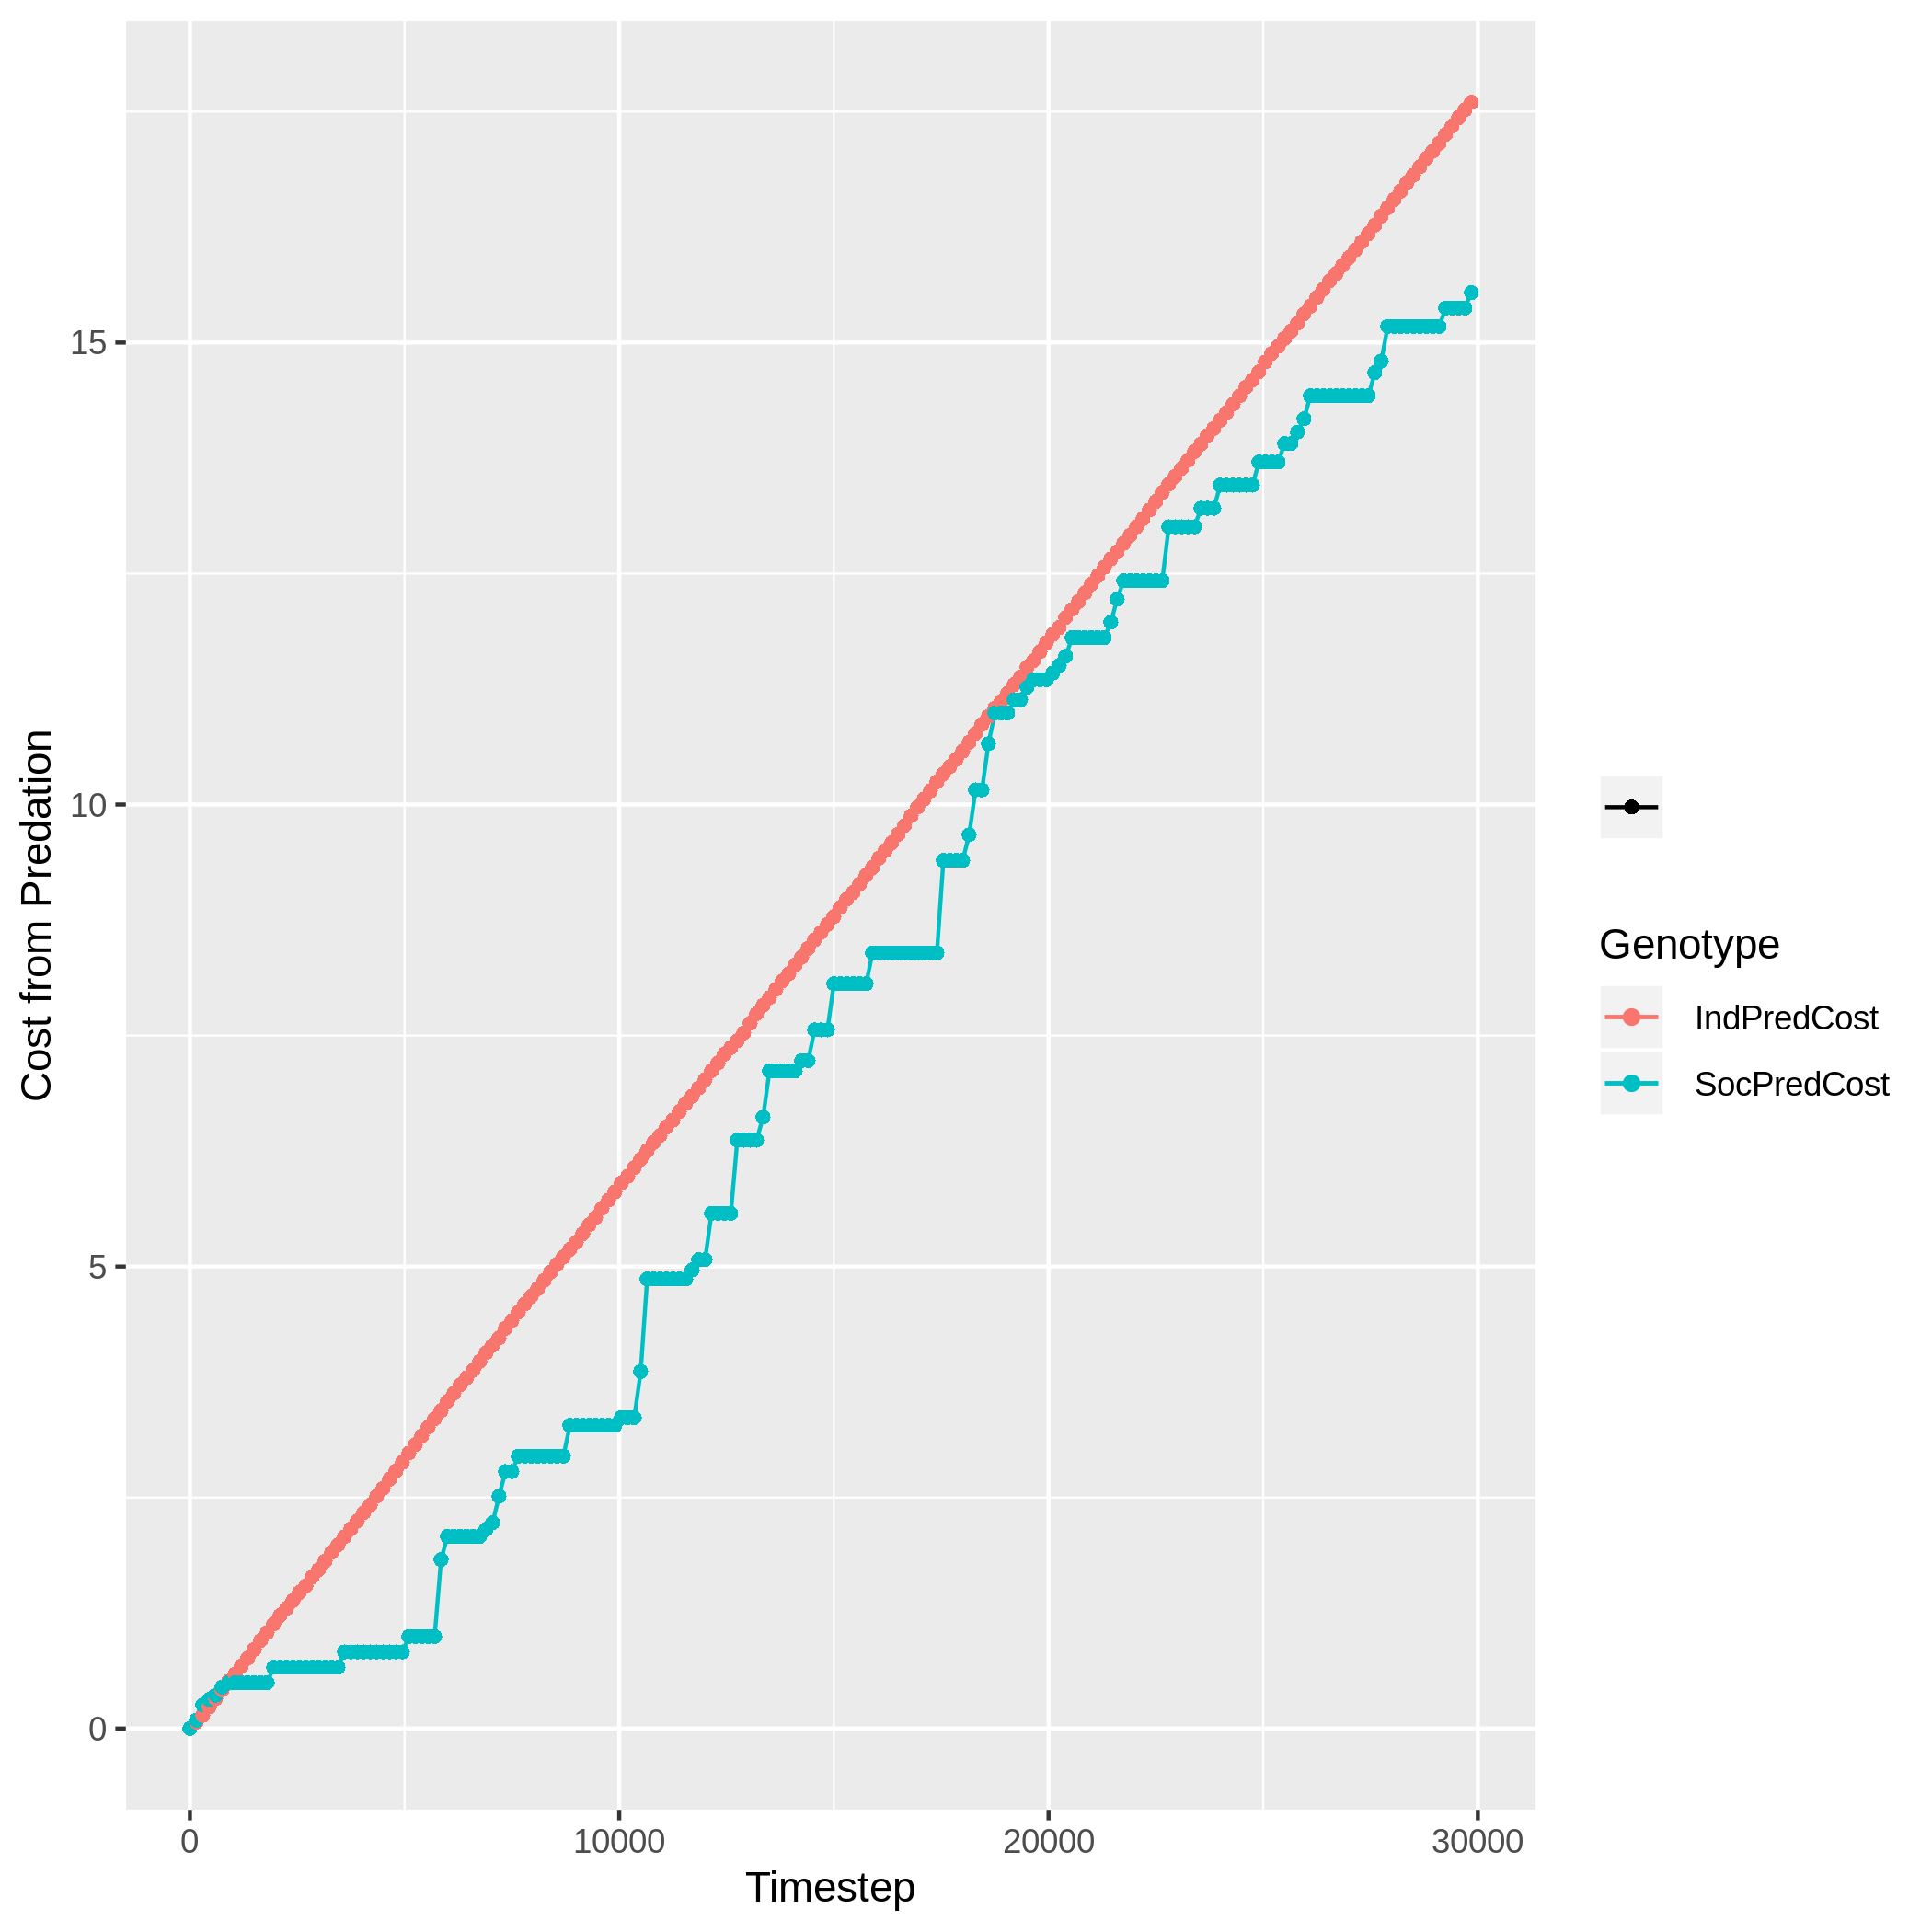 Cost from Predation
15
10
5
0
0 10000 20000 30000
Timestep
Genotype
IndPredCost
SocPredCost